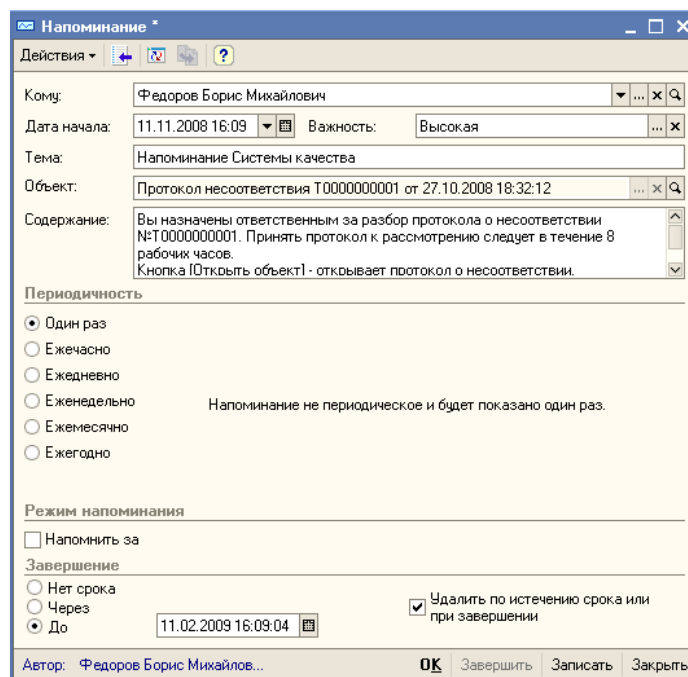 Напоминание *
Действия
Кому: Федоров Борис Михайлович
Дата начала: 11.11.2008 16:09 Важность: Высокая
Тема: Напоминание Системы качества
Объект: Протокол несоответствия Т0000000001 от 27.10.2008 18:32:12
Содержание: Вы назначены ответственным за разбор протокола о несоответствии
№Т0000000001. Принять протокол к рассмотрению следует в течение 8
рабочих часов.
Кнопка [Открыть объект] - открывает протокол о несоответствии.
Периодичность
Один раз
Ежечасно
Ежедневно
Еженедельно
Напоминание не периодическое и будет показано один раз.
Ежемесячно
Ежегодно
Режим напоминания
Напомнить за
Завершение
Нет срока
Через
До 11.02.2009 16:09:04
Удалить по истечению срока или
при завершении
Автор: Федоров Борис Михайлов... OK Завершить Записать Закрыть